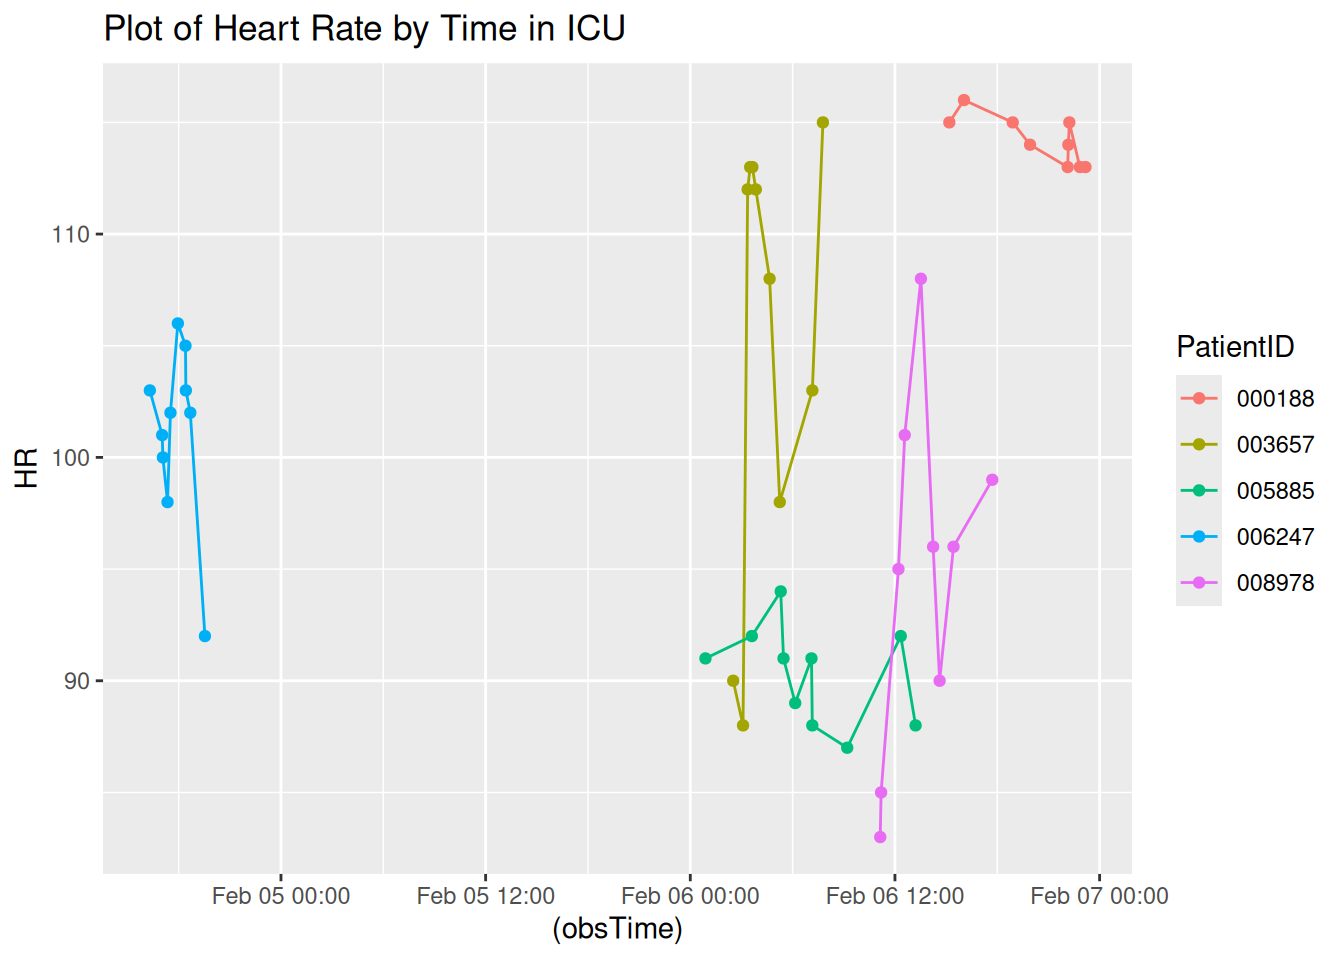 Plot of Heart Rate by Time in ICU
HR
110
100
90
Feb 05 00:00
Feb 05 12:00
Feb 06 00:00
Feb 06 12:00
Feb 07 00:00
(obsTime)
PatientID
000188
003657
005885
006247
008978